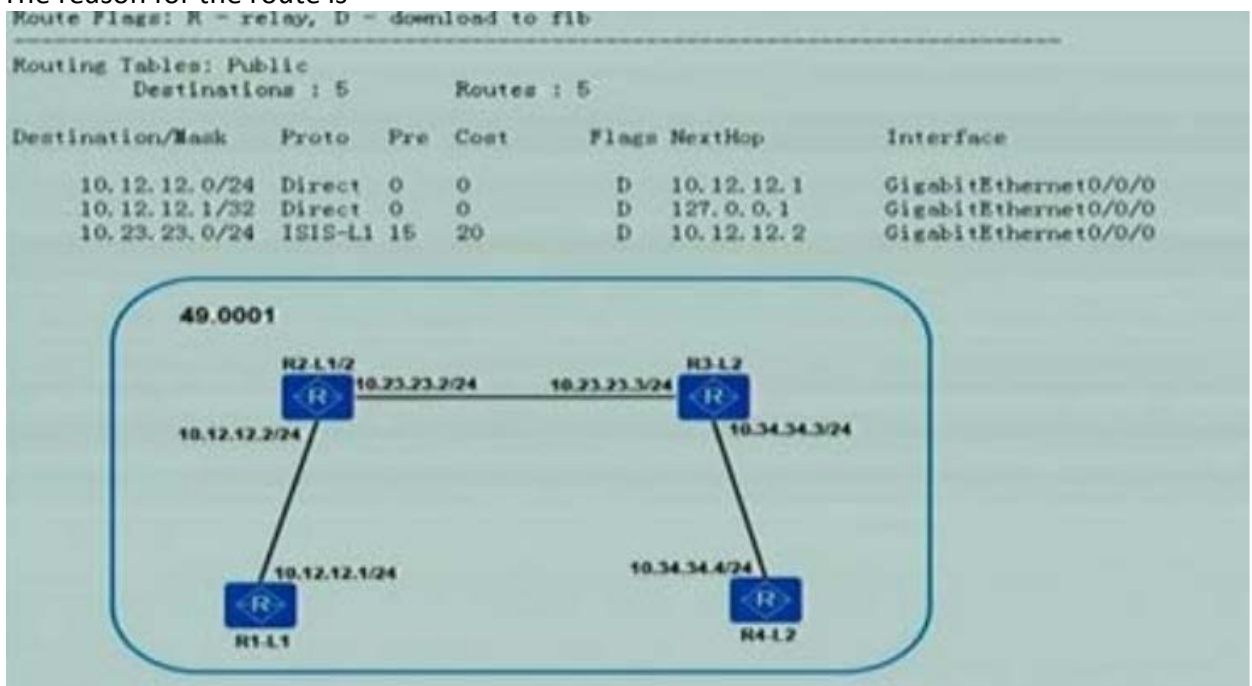 The reason for the route is
Route Flags: R - relay, D - download to fib
Routing Tables: Public
Destinations : 5 Routes : 5
Destination/Mask Proto Pre Cost Flags NextHop Interface
10.12.12.0/24 Direct 0 0 D 10.12.12.1 GigabitEthernet0/0/0
10.12.12.1/32 Direct 0 0 D 127.0.0.1 GigabitEthernet0/0/0
10.23.23.0/24 ISIS-L1 15 20 D 10.12.12.2 GigabitEthernet0/0/0
49.0001
R2-L1/2 R3-L2
R 10.23.23.2/24 10.23.23.3/24 R
10.12.12.2/24 10.34.34.3/24
10.12.12.1/24 10.34.34.4/24
R R
R1-L1 R4-L2